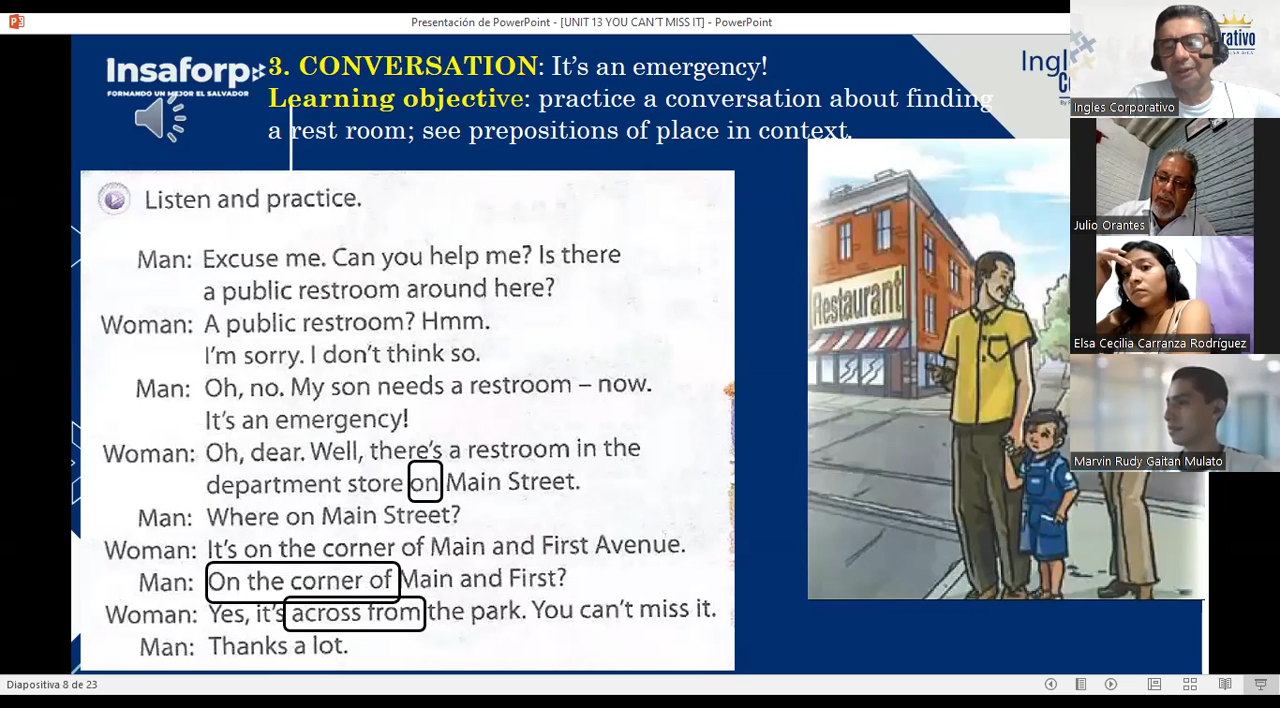 Presentación de PowerPoint - [UNIT 13 YOU CAN´T MISS IT] - PowerPoint
Insaforp
FORMANDO UN MEJOR EL SALVADOR
3. CONVERSATION: It's an emergency!
Learning objective: practice a conversation about finding
a rest room; see prepositions of place in context.
Listen and practice.
Man: Excuse me. Can you help me? Is there
a public restroom around here?
Woman: A public restroom? Hmm.
I'm sorry. I don't think so.
Man: Oh, no. My son needs a restroom – now.
It's an emergency!
Woman: Oh, dear. Well, there's a restroom in the
department store on Main Street.
Man: Where on Main Street?
Woman: It's on the corner of Main and First Avenue.
Man: On the corner of Main and First?
Woman: Yes, it's across from the park. You can't miss it.
Man: Thanks a lot.
Restaurant
Ingles Corporativo
Julio Orantes
Elsa Cecilia Carranza Rodríguez
Marvin Rudy Gaitan Mulato
Diapositiva 8 de 23